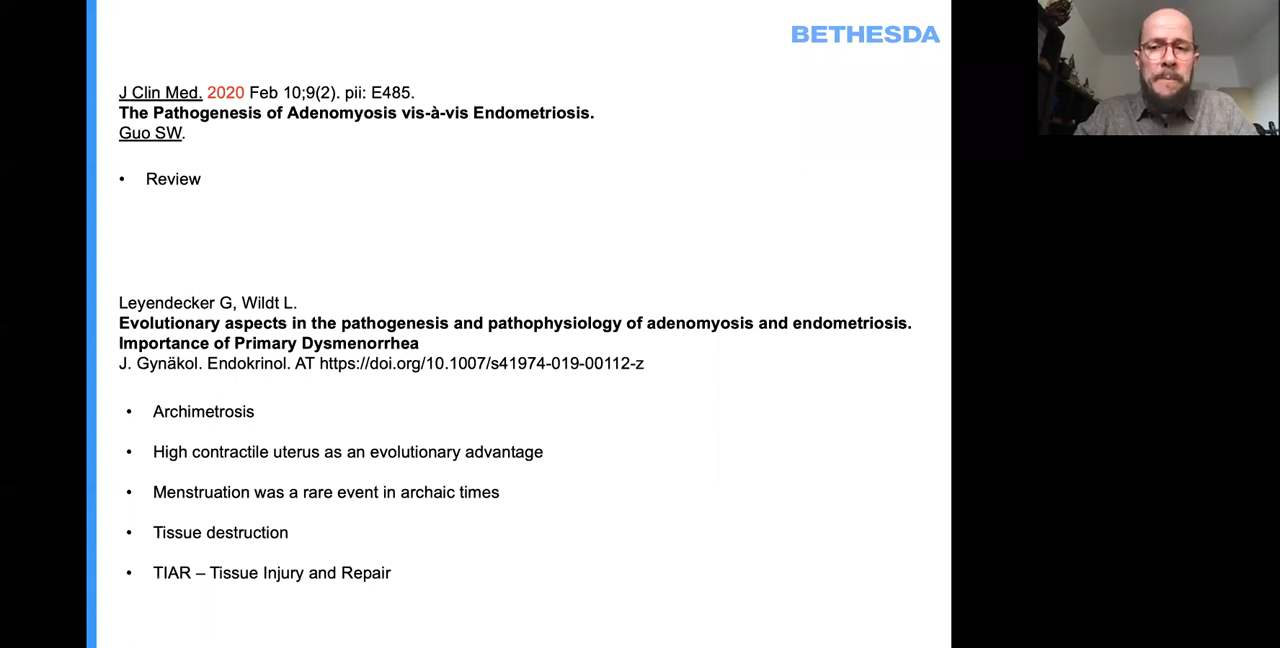 BETHESDA
J Clin Med. 2020 Feb 10;9(2). pii: E485.
The Pathogenesis of Adenomyosis vis-à-vis Endometriosis.
Guo SW.
• Review
Leyendecker G, Wildt L.
Evolutionary aspects in the pathogenesis and pathophysiology of adenomyosis and endometriosis.
Importance of Primary Dysmenorrhea
J. Gynäkol. Endokrinol. AT https://doi.org/10.1007/s41974-019-00112-z
• Archimetrosis
• High contractile uterus as an evolutionary advantage
• Menstruation was a rare event in archaic times
• Tissue destruction
• TIAR – Tissue Injury and Repair